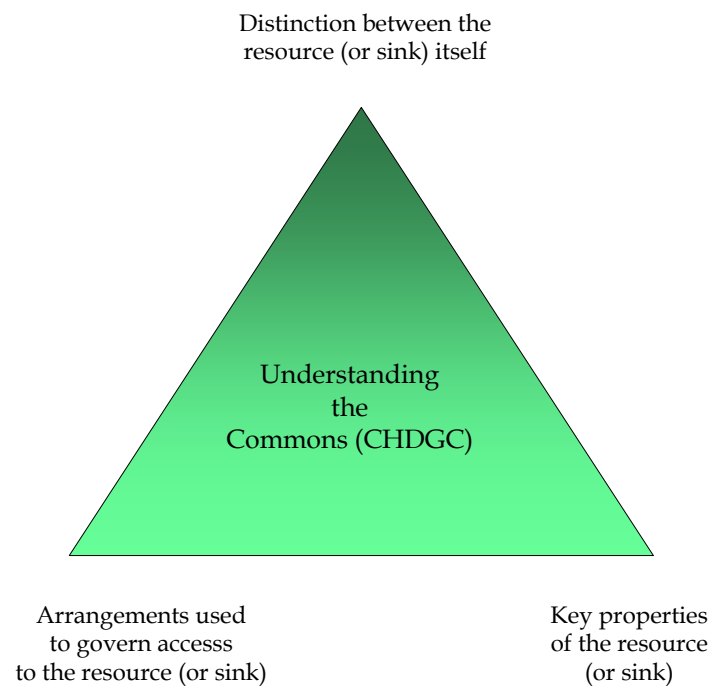 Distinction between the
resource (or sink) itself
Understanding
the
Commons (CHDGC)
Arrangements used
to govern accesss
to the resource (or sink)
Key properties
of the resource
(or sink)